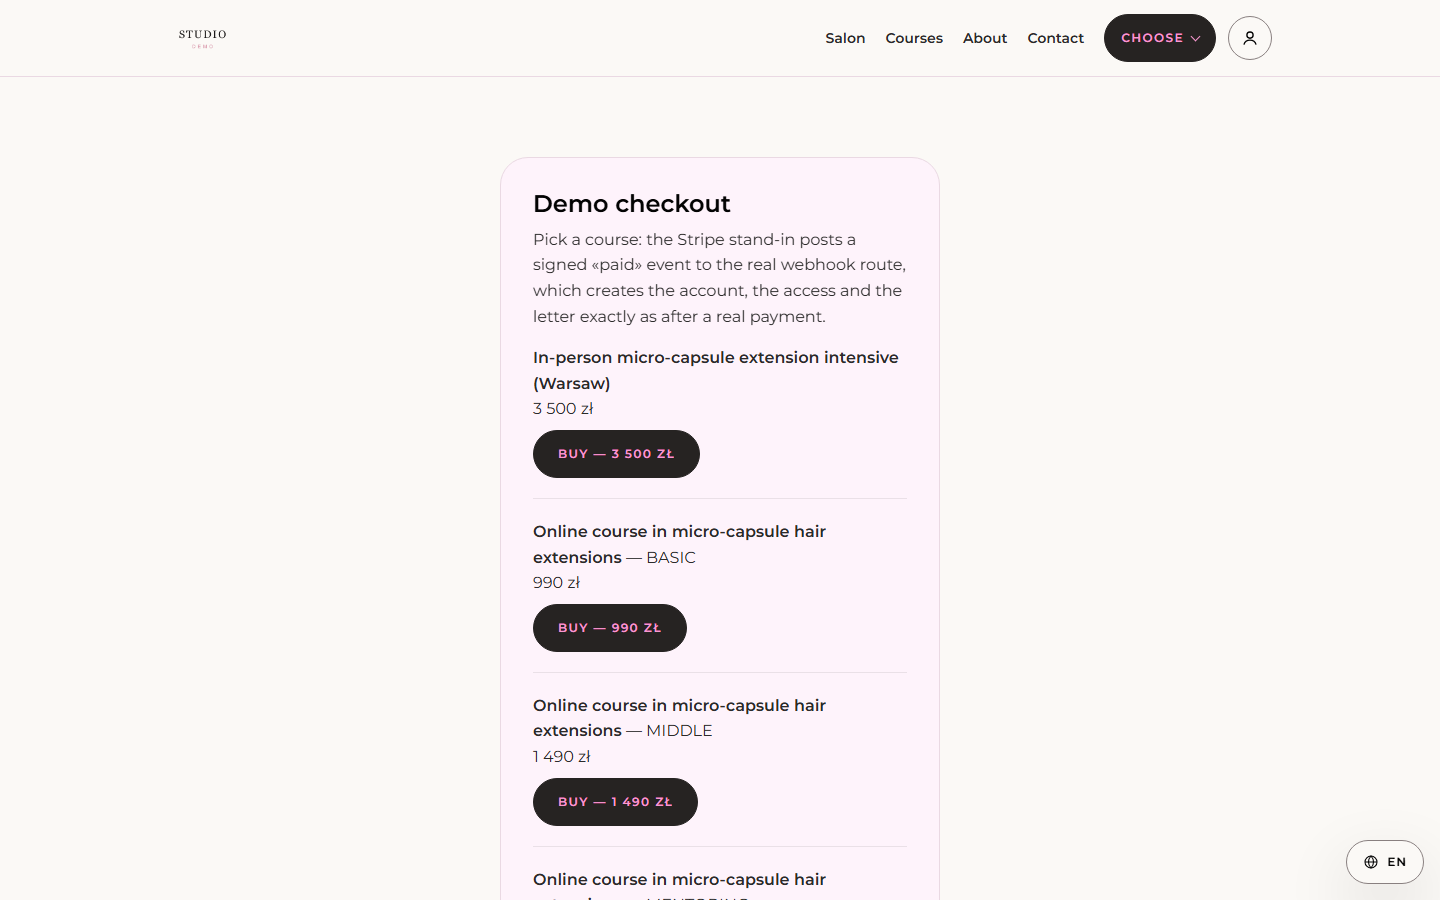 STUDIO
DEMO
Salon
Courses
About
Contact
CHOOSE
Demo checkout
Pick a course: the Stripe stand-in posts a
signed «paid» event to the real webhook route,
which creates the account, the access and the
letter exactly as after a real payment.
In-person micro-capsule extension intensive
(Warsaw)
3 500 zł
BUY — 3 500 ZŁ
Online course in micro-capsule hair
extensions — BASIC
990 zł
BUY — 990 ZŁ
Online course in micro-capsule hair
extensions — MIDDLE
1 490 zł
BUY — 1 490 ZŁ
Online course in micro-capsule hair
EN